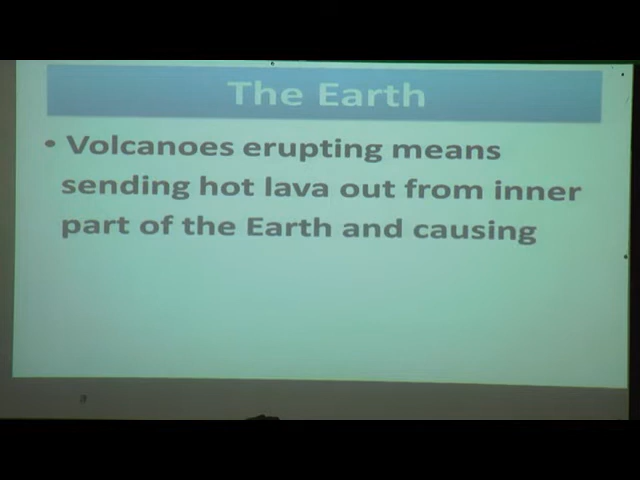 The Earth
• Volcanoes erupting means
sending hot lava out from inner
part of the Earth and causing